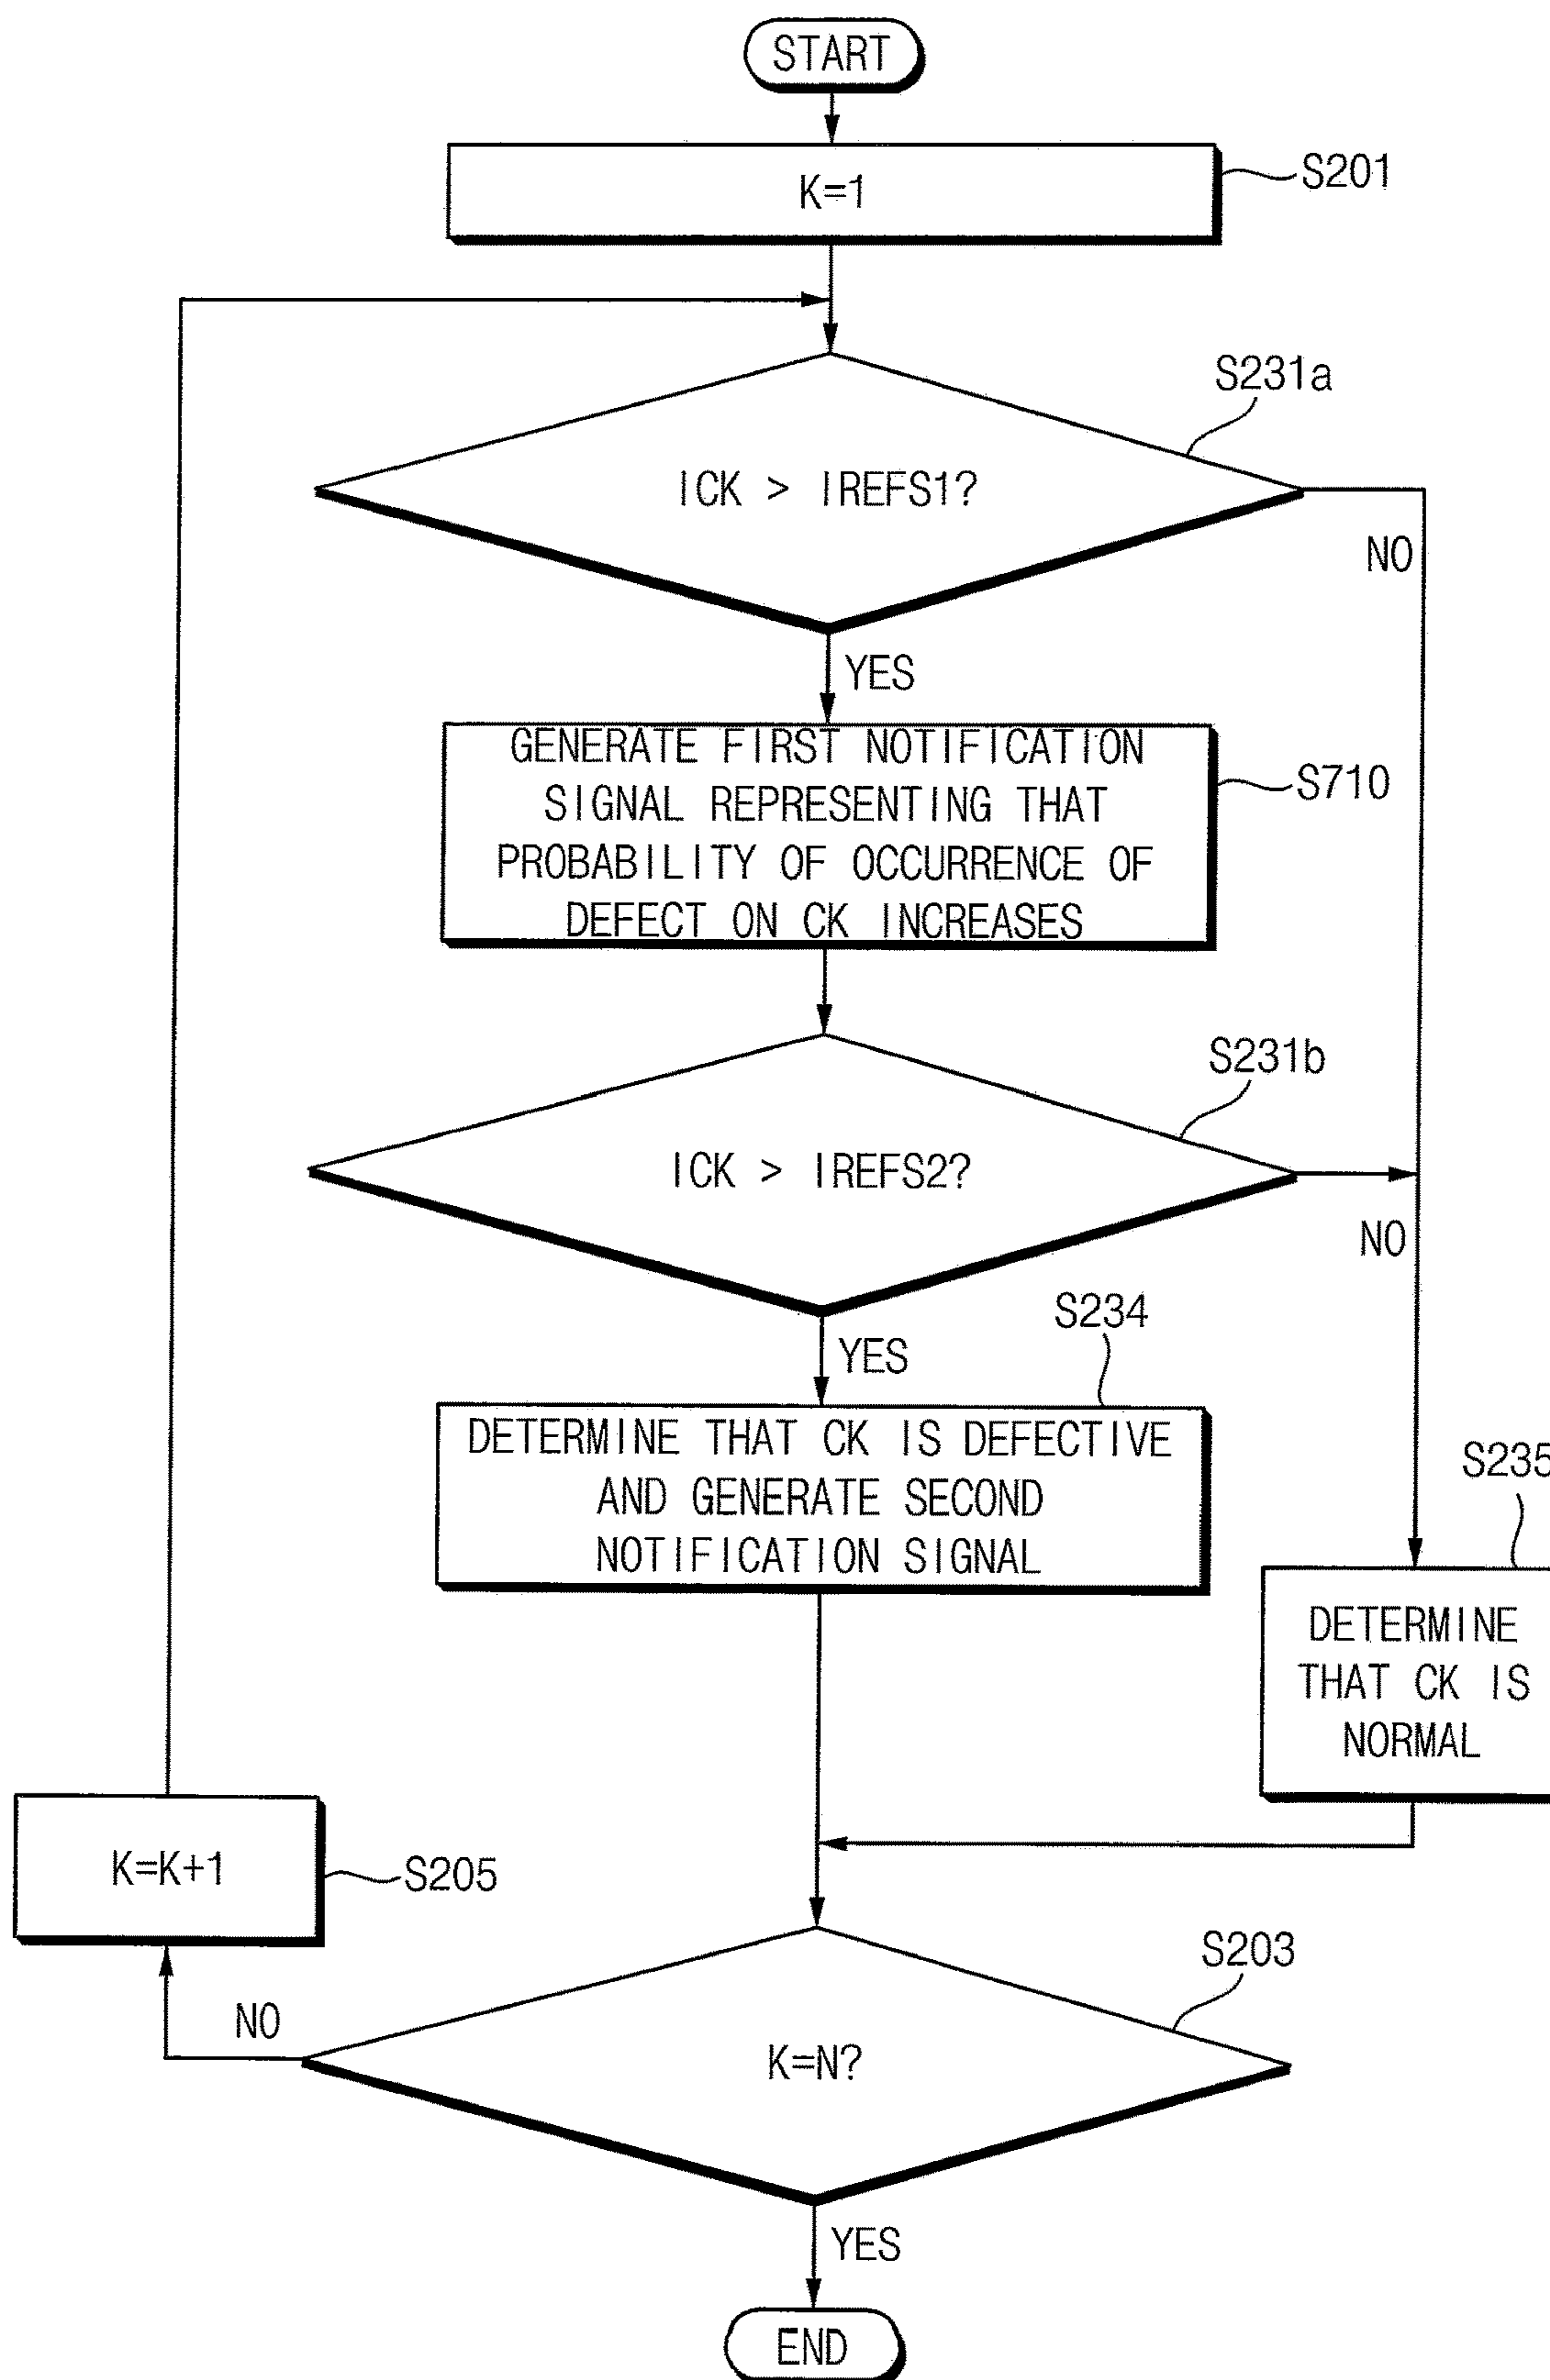 START
K=1
S201
S231a
ICK > IREFS1?
NO
YES
GENERATE FIRST NOTIFICATION
SIGNAL REPRESENTING THAT
PROBABILITY OF OCCURRENCE OF
DEFECT ON CK INCREASES
S710
S231b
ICK > IREFS2?
NO
YES
S234
DETERMINE THAT CK IS DEFECTIVE
AND GENERATE SECOND
NOTIFICATION SIGNAL
S235
DETERMINE
THAT CK IS
NORMAL
K=K+1
S205
S203
NO
K=N?
YES
END